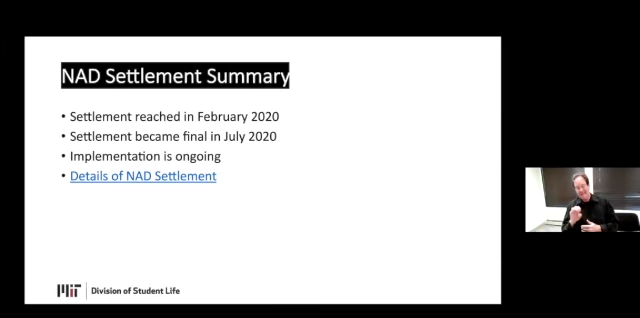 NAD Settlement Summary
• Settlement reached in February 2020
• Settlement became final in July 2020
• Implementation is ongoing
• Details of NAD Settlement
MIT Division of Student Life